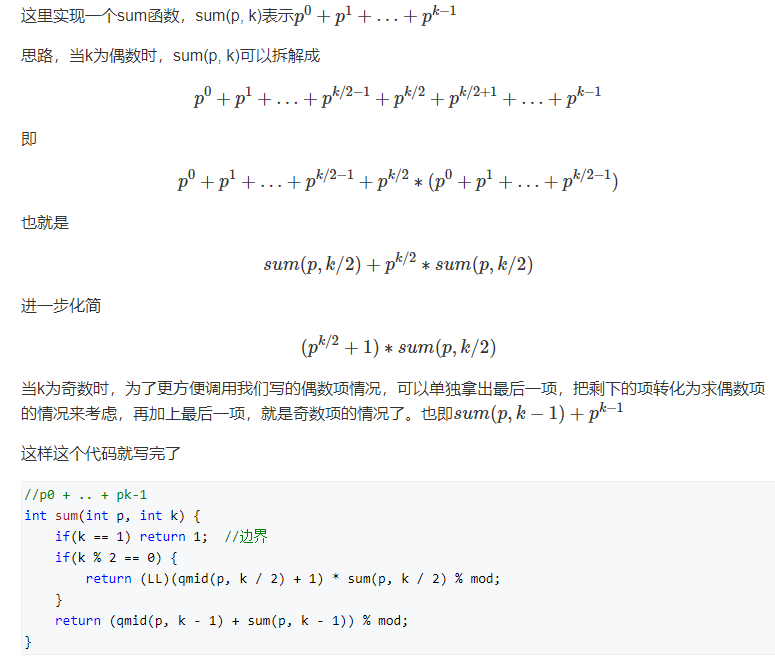 这里实现一个sum函数，sum(p, k)表示p^0 + p^1 + … + p^{k−1}
思路，当k为偶数时，sum(p, k)可以拆解成
p^0 + p^1 + … + p^{k/2−1} + p^{k/2} + p^{k/2+1} + … + p^{k−1}
即
p^0 + p^1 + … + p^{k/2−1} + p^{k/2} ∗ (p^0 + p^1 + … + p^{k/2−1})
也就是
sum(p, k/2) + p^{k/2} ∗ sum(p, k/2)
进一步化简
(p^{k/2} + 1) ∗ sum(p, k/2)
当k为奇数时，为了更方便调用我们写的偶数项情况，可以单独拿出最后一项，把剩下的项转化为求偶数项
的情况来考虑，再加上最后一项，就是奇数项的情况了。也即sum(p, k − 1) + p^{k−1}
这样这个代码就写完了
//p0 + .. + pk-1
int sum(int p, int k) {
    if(k == 1) return 1;  //边界
    if(k % 2 == 0) {
        return (LL)(qmid(p, k / 2) + 1) * sum(p, k / 2) % mod;
    }
    return (qmid(p, k - 1) + sum(p, k - 1)) % mod;
}